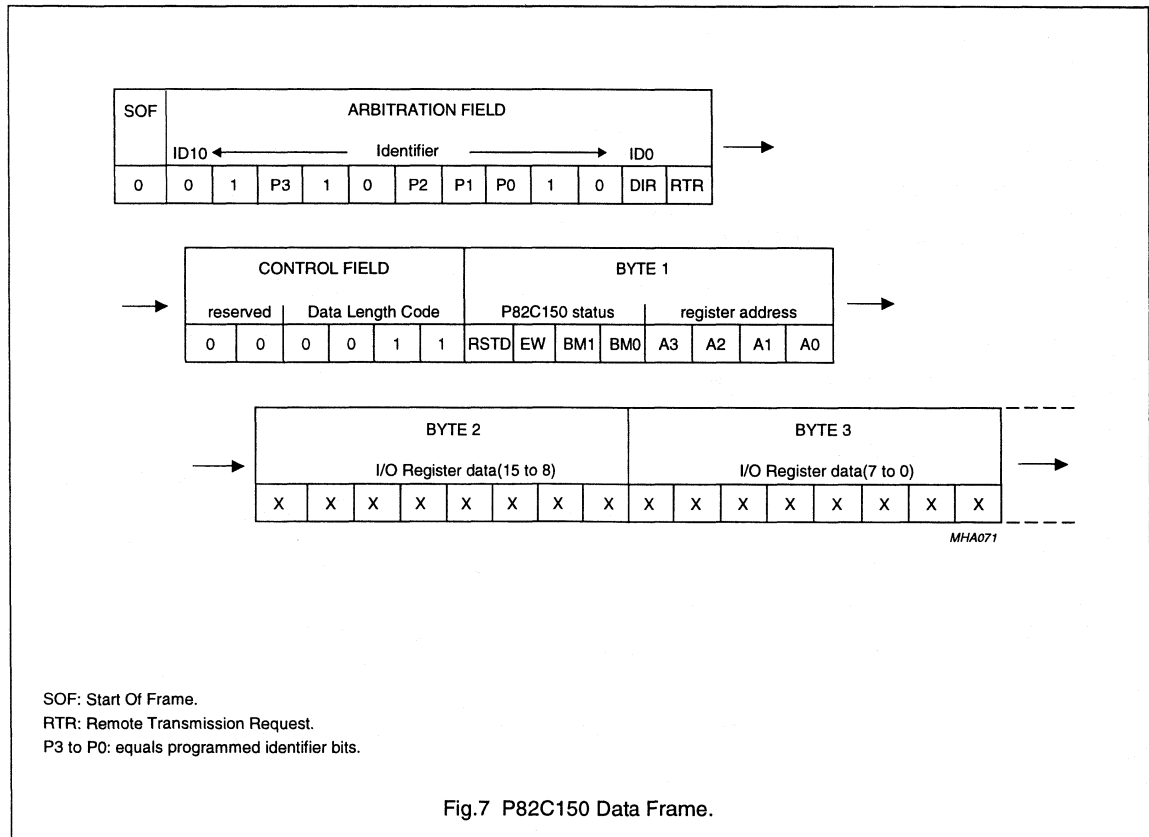 SOF ARBITRATION FIELD
ID10 Identifier ID0
0 0 1 P3 1 0 P2 P1 P0 1 0 DIR RTR
CONTROL FIELD BYTE 1
reserved Data Length Code P82C150 status register address
0 0 0 0 1 1 RSTD EW BM1 BM0 A3 A2 A1 A0
BYTE 2 BYTE 3
I/O Register data(15 to 8) I/O Register data(7 to 0)
X X X X X X X X X X X X X X X X
MHA071
SOF: Start Of Frame.
RTR: Remote Transmission Request.
P3 to P0: equals programmed identifier bits.
Fig.7 P82C150 Data Frame.